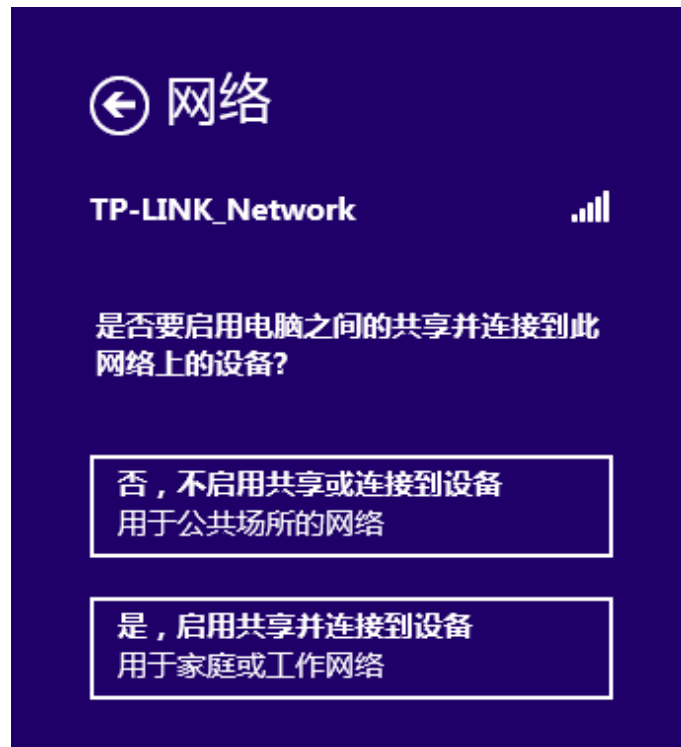 网络
TP-LINK_Network
是否要启用电脑之间的共享并连接到此
网络上的设备?
否，不启用共享或连接到设备
用于公共场所的网络
是，启用共享并连接到设备
用于家庭或工作网络